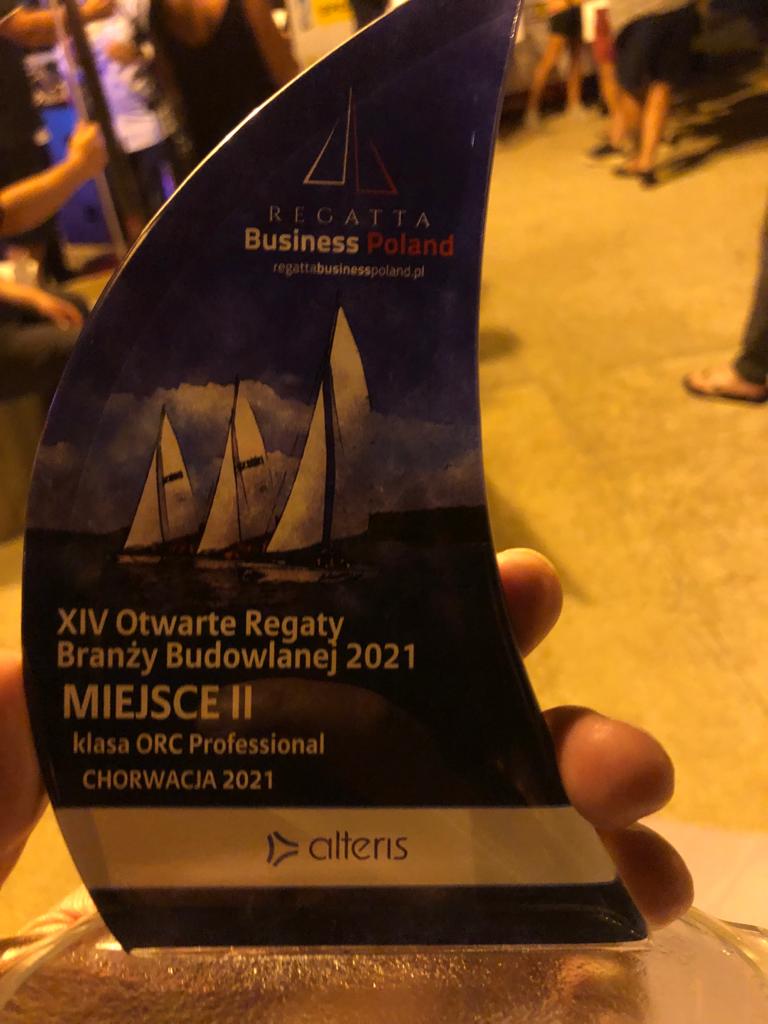 REGATTA
Business Poland
regattabusinesspoland.pl
XIV Otwarte Regaty
Branży Budowlanej 2021
MIEJSCE II
klasa ORC Professional
CHORWACJA 2021
alteris